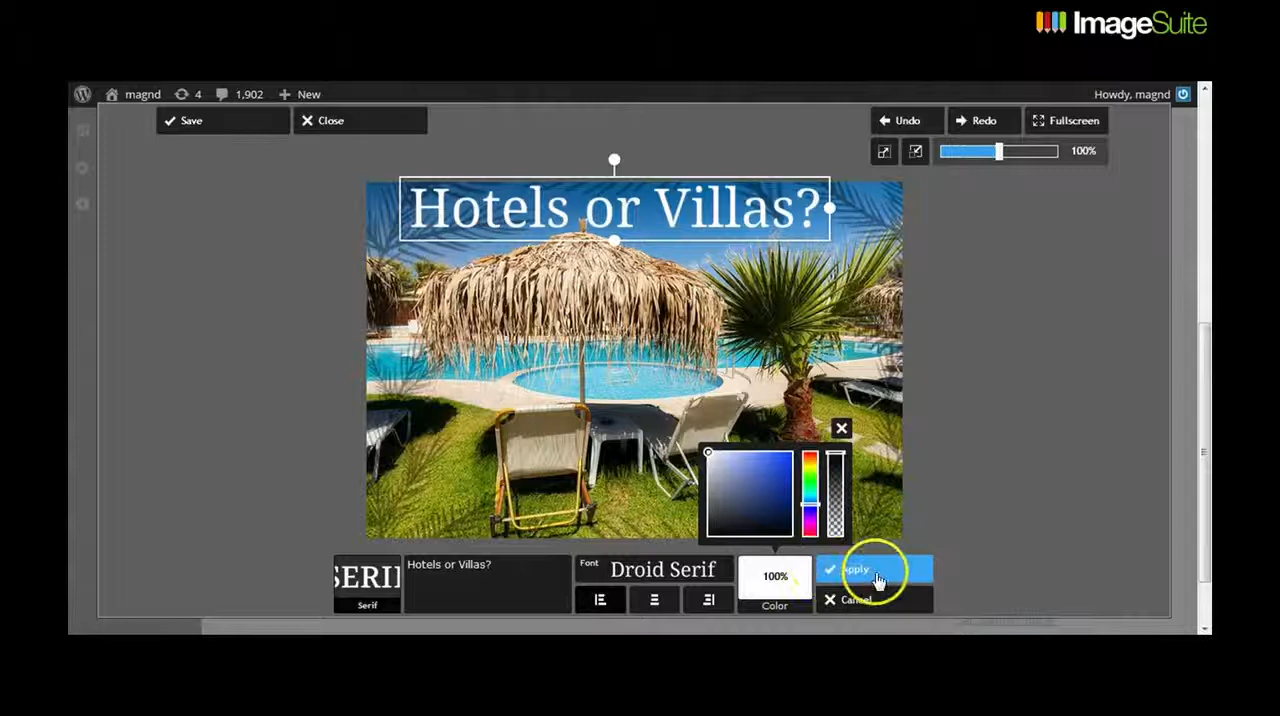 ImageSuite
magnd 4 1,902 New Howdy, magnd
Save Close Undo Redo Fullscreen
100%
Hotels or Villas?
SERIF
Serif
Hotels or Villas?
Font Droid Serif
100%
Color
Apply
Cancel